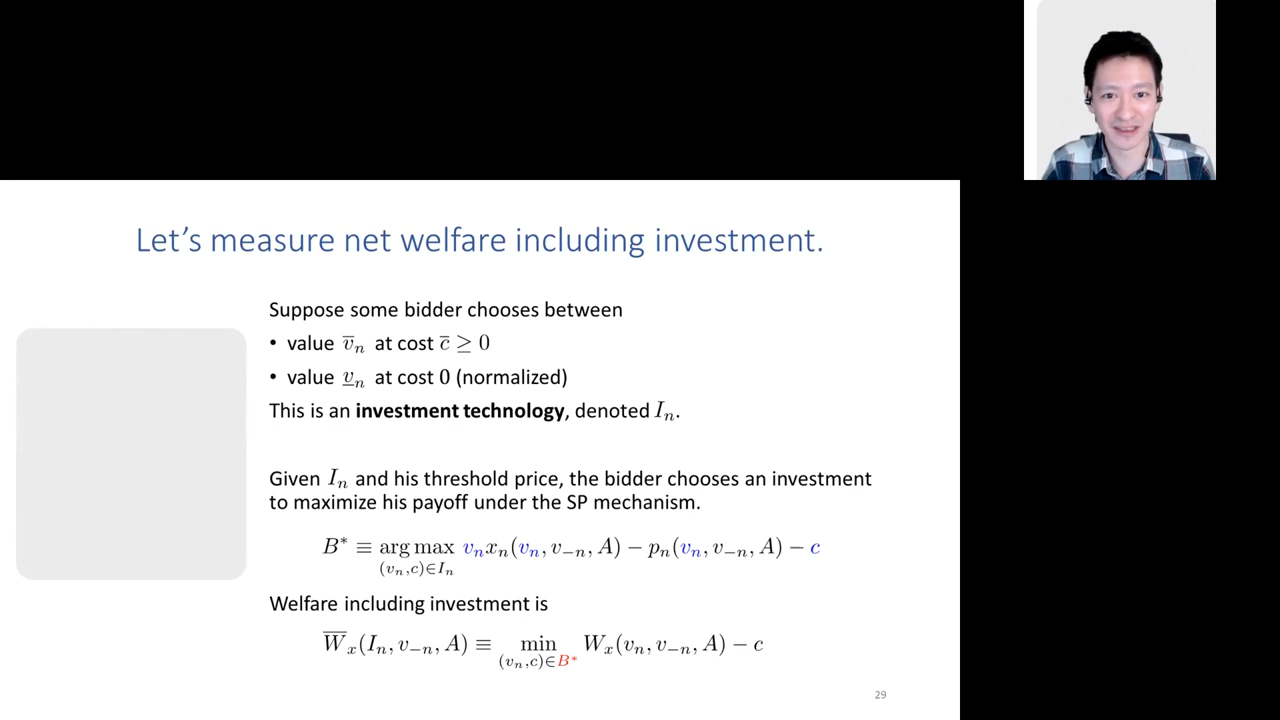 Let's measure net welfare including investment.
Suppose some bidder chooses between
• value v̅ₙ at cost c̅ ≥ 0
• value v̲ₙ at cost 0 (normalized)
This is an investment technology, denoted Iₙ.
Given Iₙ and his threshold price, the bidder chooses an investment
to maximize his payoff under the SP mechanism.
B* ≡ arg max vₙxₙ(vₙ, v₋ₙ, A) − pₙ(vₙ, v₋ₙ, A) − c
(vₙ,c)∈Iₙ
Welfare including investment is
W̅ₓ(Iₙ, v₋ₙ, A) ≡ min Wₓ(vₙ, v₋ₙ, A) − c
(vₙ,c)∈B*
29